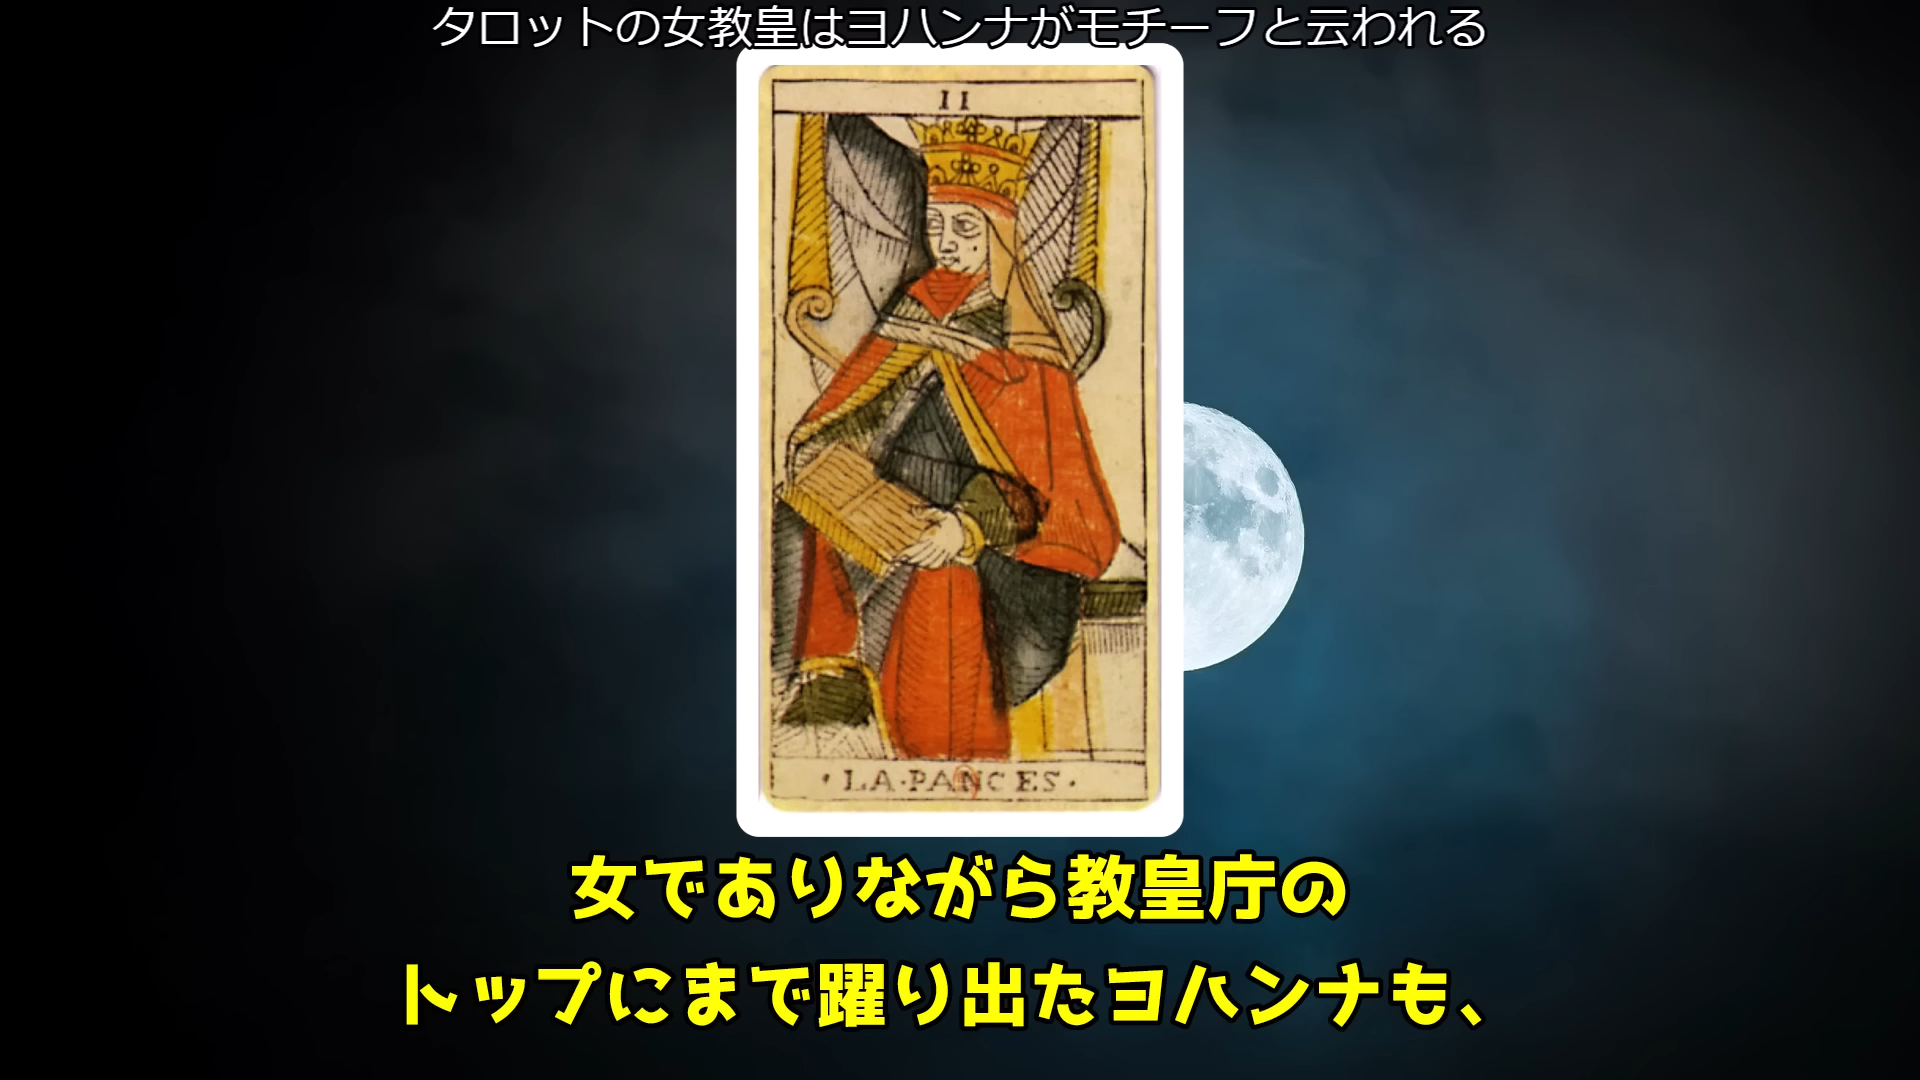 タロットの女教皇はヨハンナがモチーフと云われる
II
·LA·PANCES·
女でありながら教皇庁の
トップにまで躍り出たヨハンナも、